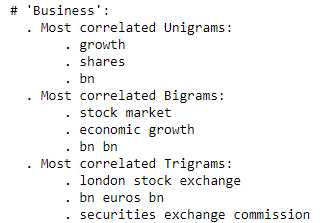 # 'Business':
  . Most correlated Unigrams:
       . growth
       . shares
       . bn
  . Most correlated Bigrams:
       . stock market
       . economic growth
       . bn bn
  . Most correlated Trigrams:
       . london stock exchange
       . bn euros bn
       . securities exchange commission